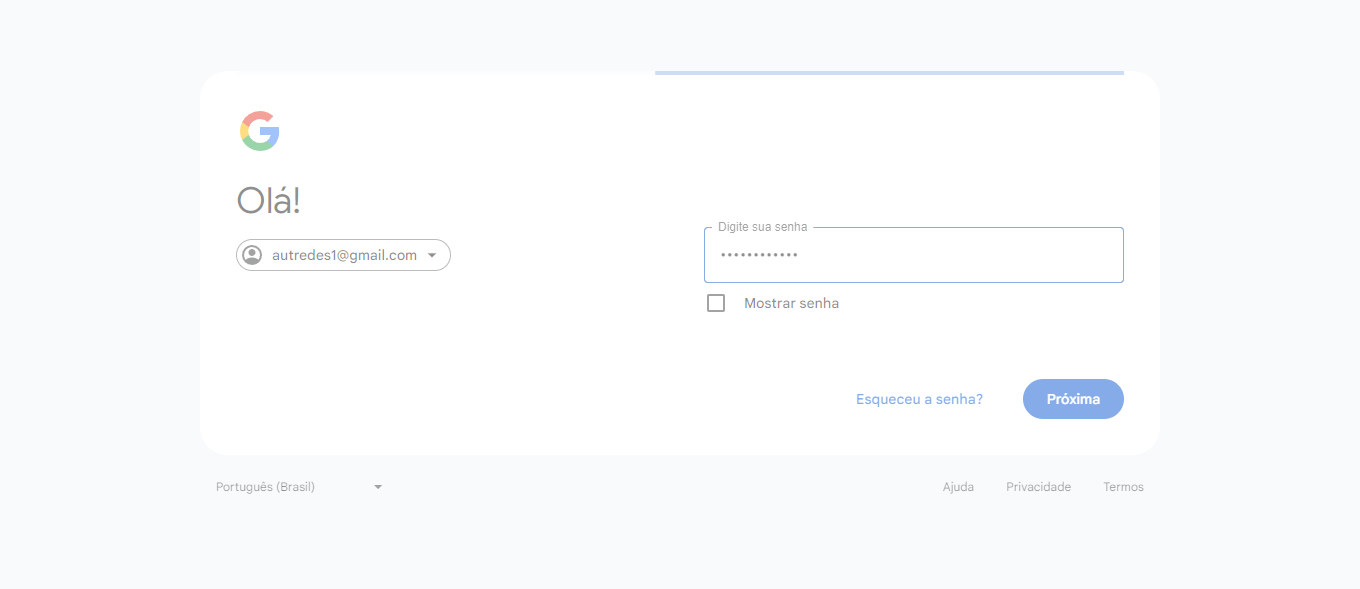 Olá!
autredes1@gmail.com
Digite sua senha
••••••••••••
Mostrar senha
Esqueceu a senha?
Próxima
Português (Brasil)
Ajuda
Privacidade
Termos